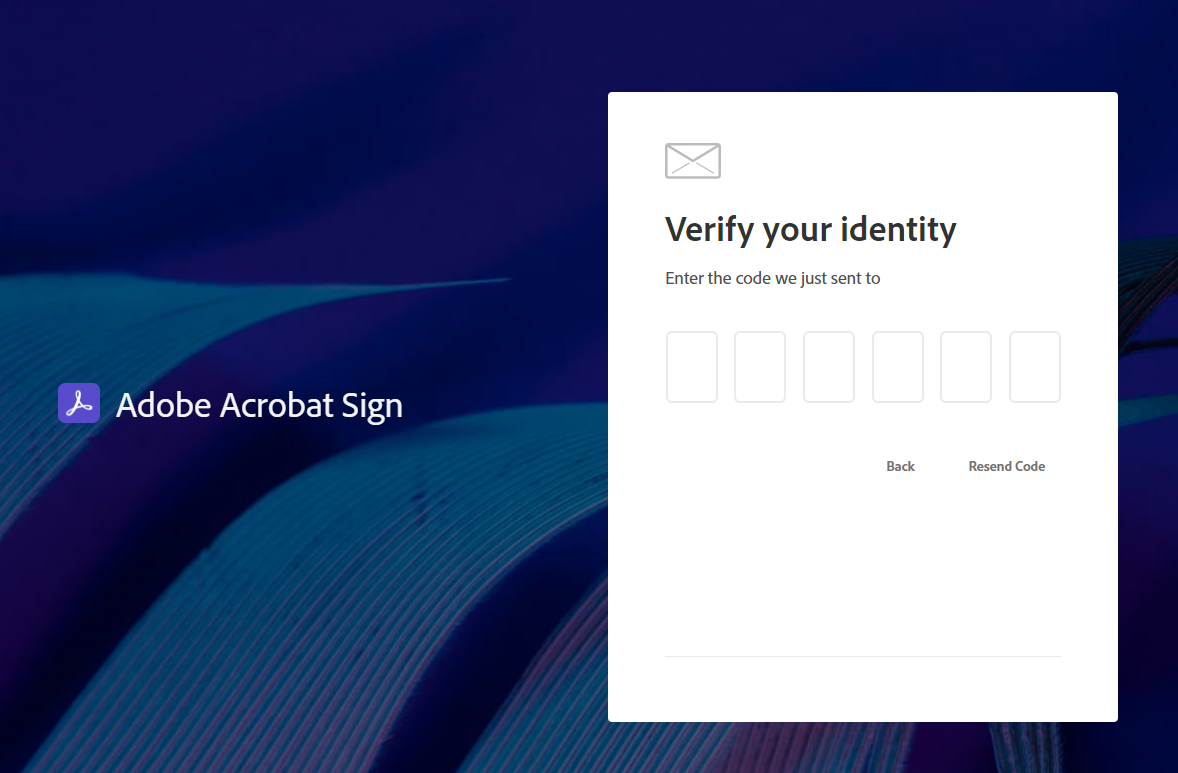 Adobe Acrobat Sign
Verify your identity
Enter the code we just sent to
Back
Resend Code